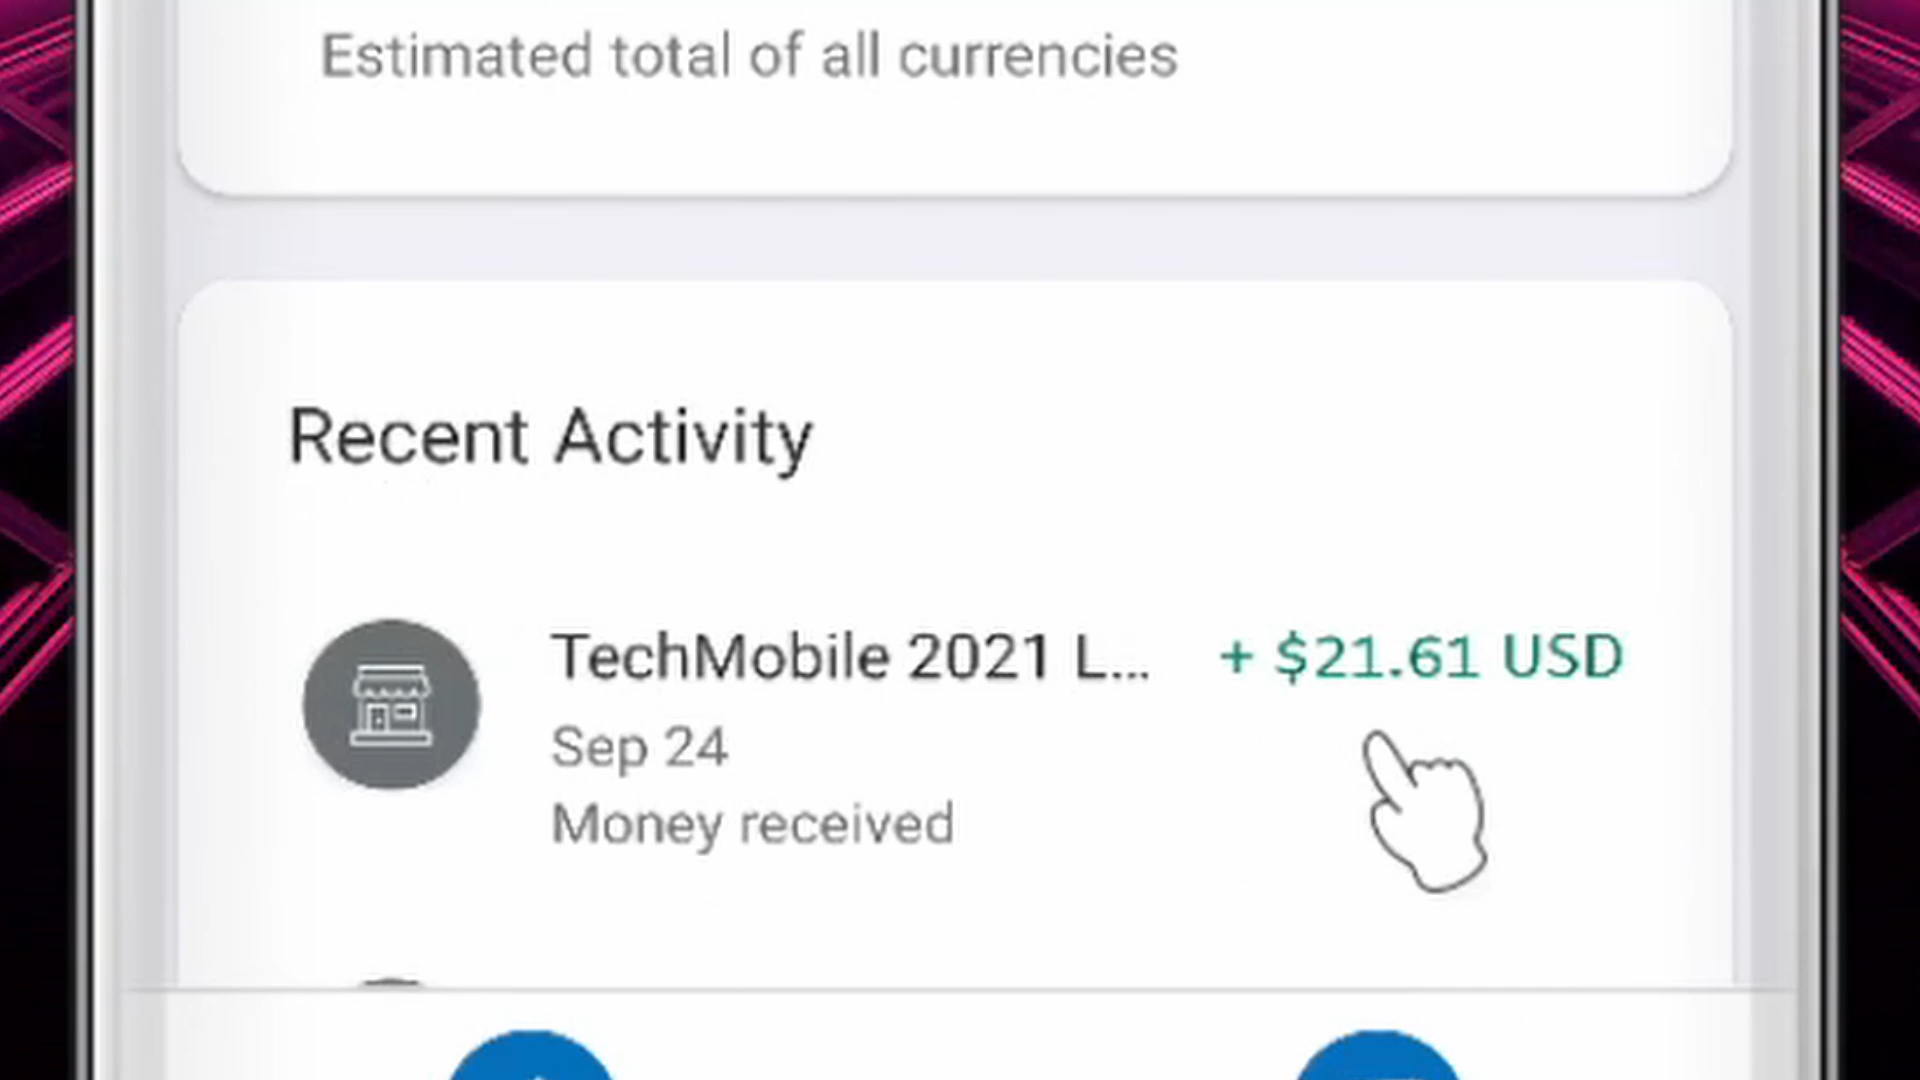 Estimated total of all currencies
Recent Activity
TechMobile 2021 L... + $21.61 USD
Sep 24
Money received